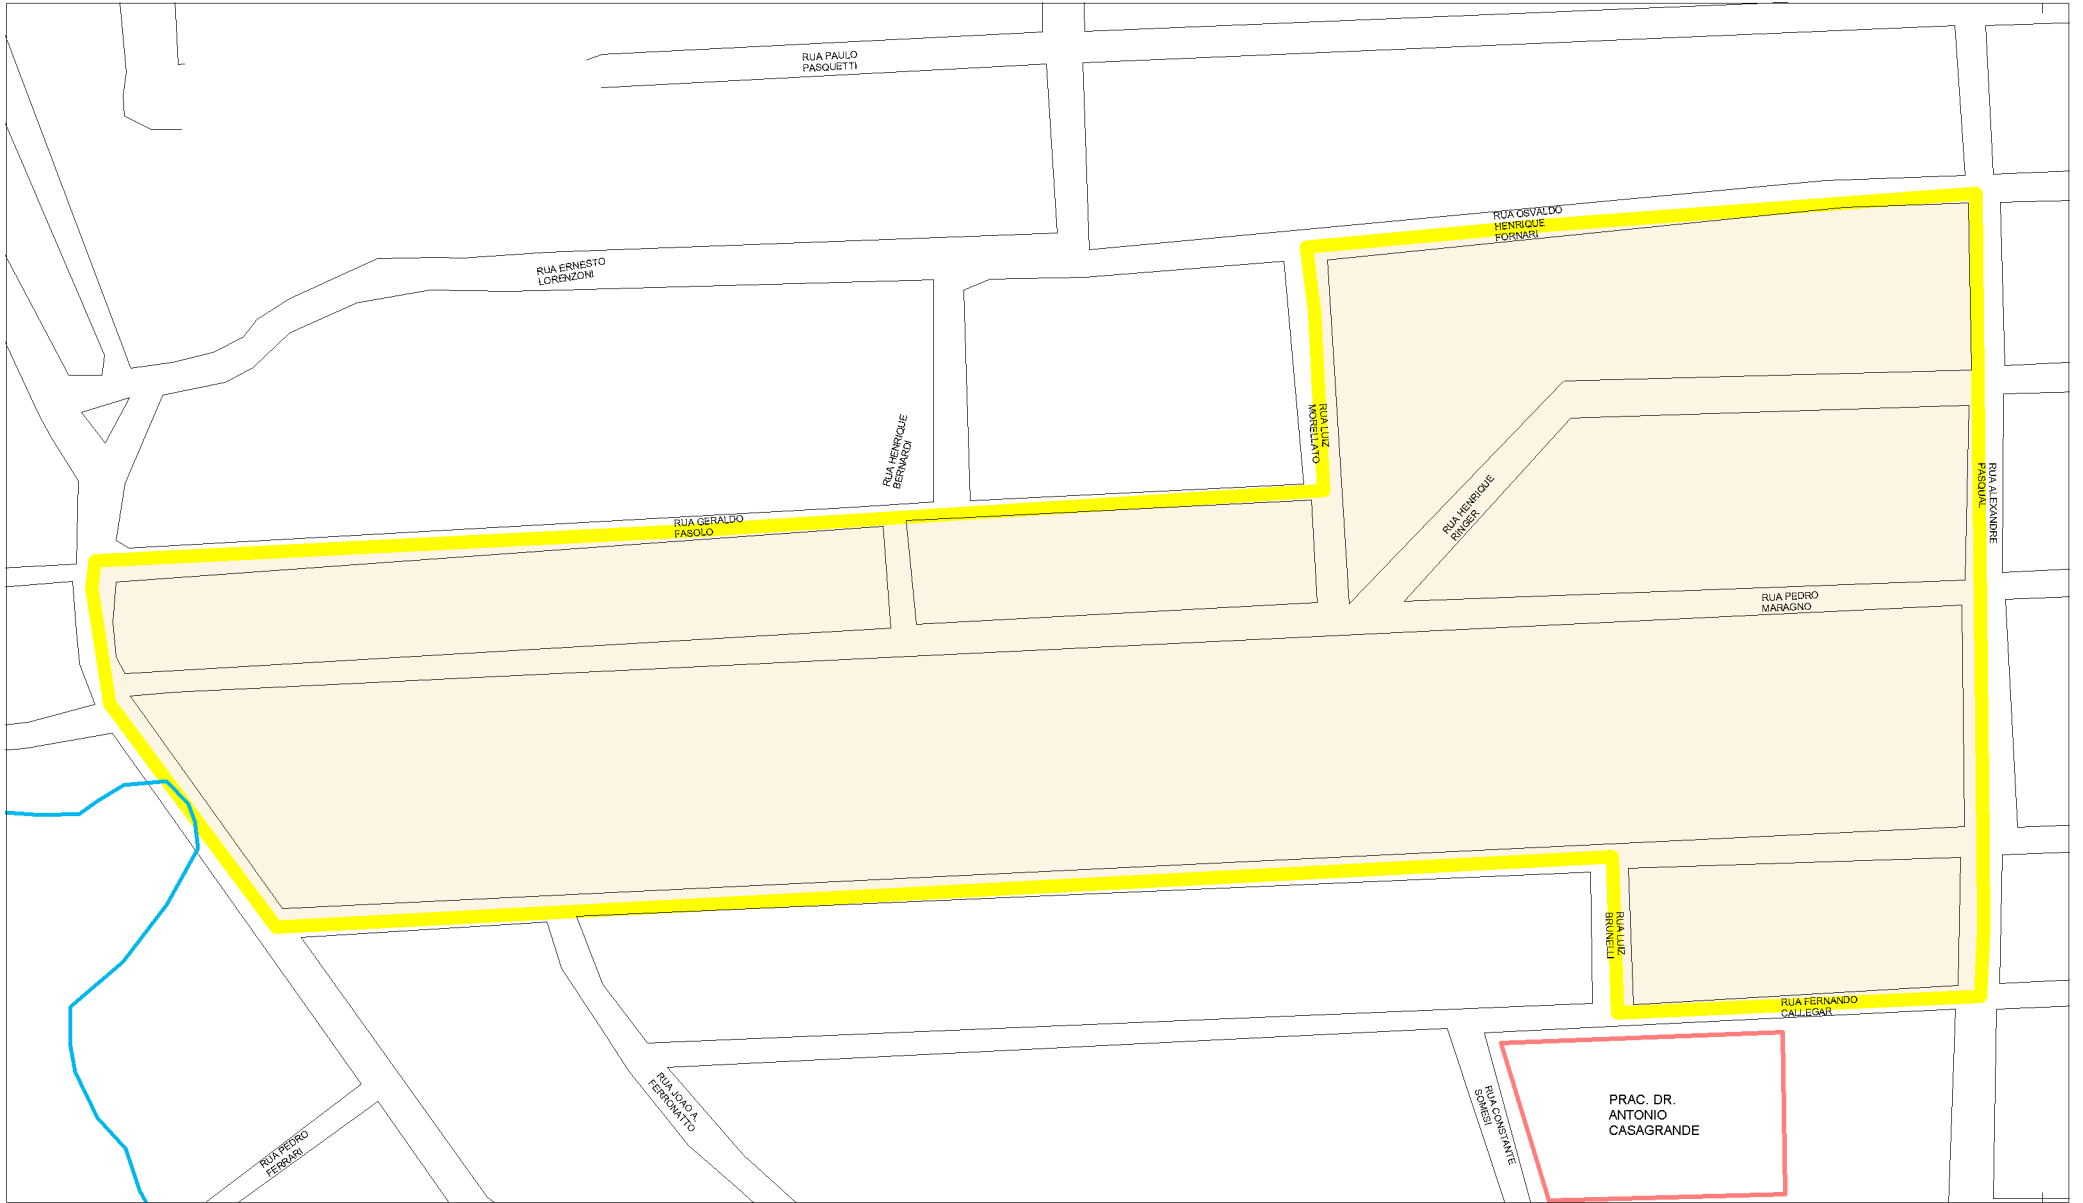 RUA PAULO
PASQUETTI
RUA OSVALDO
HENRIQUE
FORNARI
RUA ERNESTO
LORENZONI
RUA HENRIQUE
BERNARDI
RUA LUIZ
MORELLATO
RUA ALEXANDRE
PASQUAL
RUA HENRIQUE
RINGER
RUA GERALDO
FASOLO
RUA PEDRO
MARAGNO
RUA LUIZ
BRUNELLI
RUA FERNANDO
CALLEGAR
RUA JOAO A.
FERRONATTO
RUA CONSTANTE
SOMESI
PRAC. DR.
ANTONIO
CASAGRANDE
RUA PEDRO
FERRARI